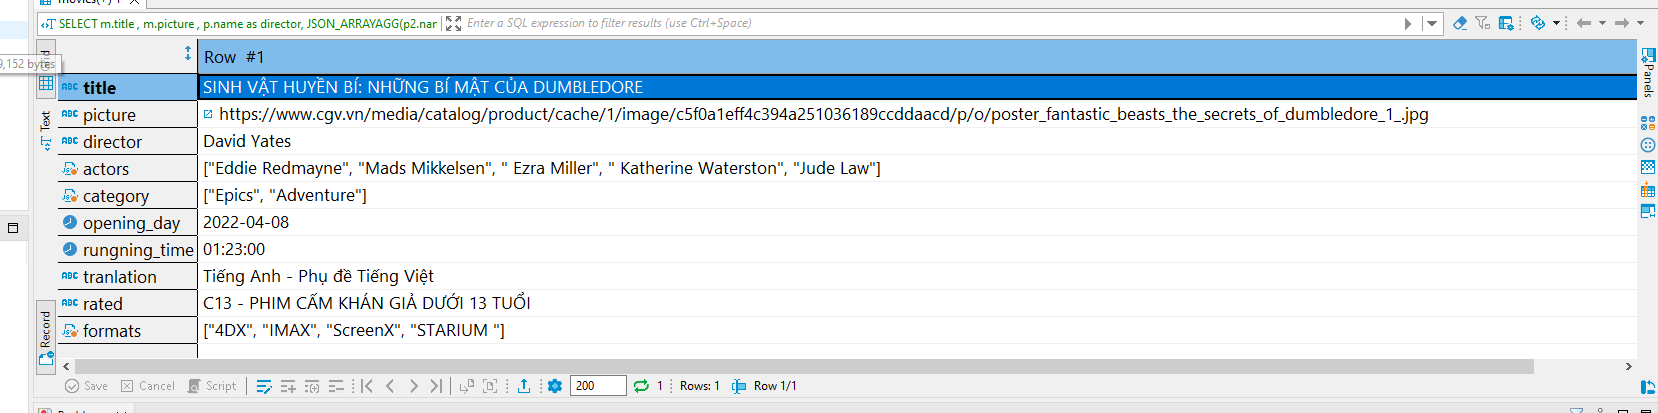 SELECT m.title , m.picture , p.name as director, JSON_ARRAYAGG(p2.nar
Enter a SQL expression to filter results (use Ctrl+Space)
9,152 bytes
Row #1
ABC title SINH VẬT HUYỀN BÍ: NHỮNG BÍ MẬT CỦA DUMBLEDORE
ABC picture https://www.cgv.vn/media/catalog/product/cache/1/image/c5f0a1eff4c394a251036189ccddaacd/p/o/poster_fantastic_beasts_the_secrets_of_dumbledore_1_.jpg
ABC director David Yates
actors ["Eddie Redmayne", "Mads Mikkelsen", " Ezra Miller", " Katherine Waterston", "Jude Law"]
category ["Epics", "Adventure"]
opening_day 2022-04-08
rungning_time 01:23:00
ABC tranlation Tiếng Anh - Phụ đề Tiếng Việt
ABC rated C13 - PHIM CẤM KHÁN GIẢ DƯỚI 13 TUỔI
formats ["4DX", "IMAX", "ScreenX", "STARIUM "]
Text
Record
Panels
Save Cancel Script 200 1 Rows: 1 Row 1/1